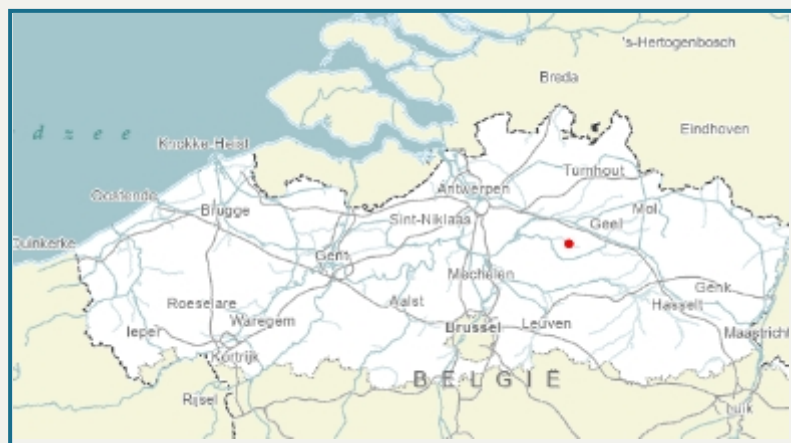 's-Hertogenbosch
Breda
d z e e
Eindhoven
Knokke-Heist
Turnhout
Antwerpen
Oostende
Mol
Brugge
Sint-Niklaas
Geel
Duinkerke
Gent
Mechelen
Genk
Roeselare
Aalst
Hasselt
Ieper
Waregem
Brussel
Leuven
Maastricht
Kortrijk
BELGIË
Rijsel
Luik